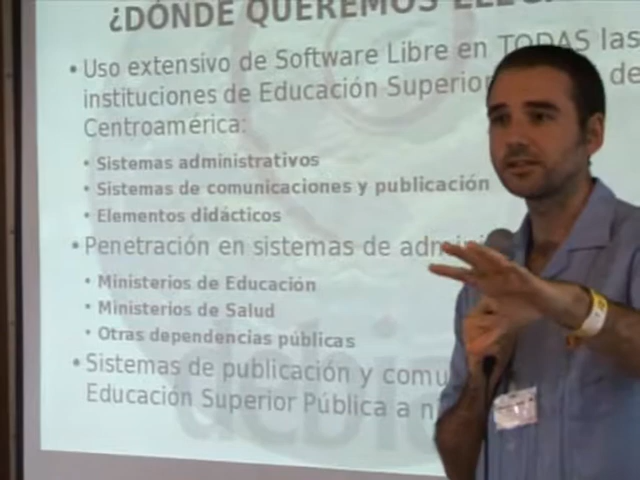 ¿DÓNDE QUEREMOS
Uso extensivo de Software Libre en TODAS las
instituciones de Educación Superior de
Centroamérica:
Sistemas administrativos
Sistemas de comunicaciones y publicación
Elementos didácticos
Penetración en sistemas de
Ministerios de Educación
Ministerios de Salud
Otras dependencias públicas
Sistemas de publicación y
Educación Superior Pública a
debian